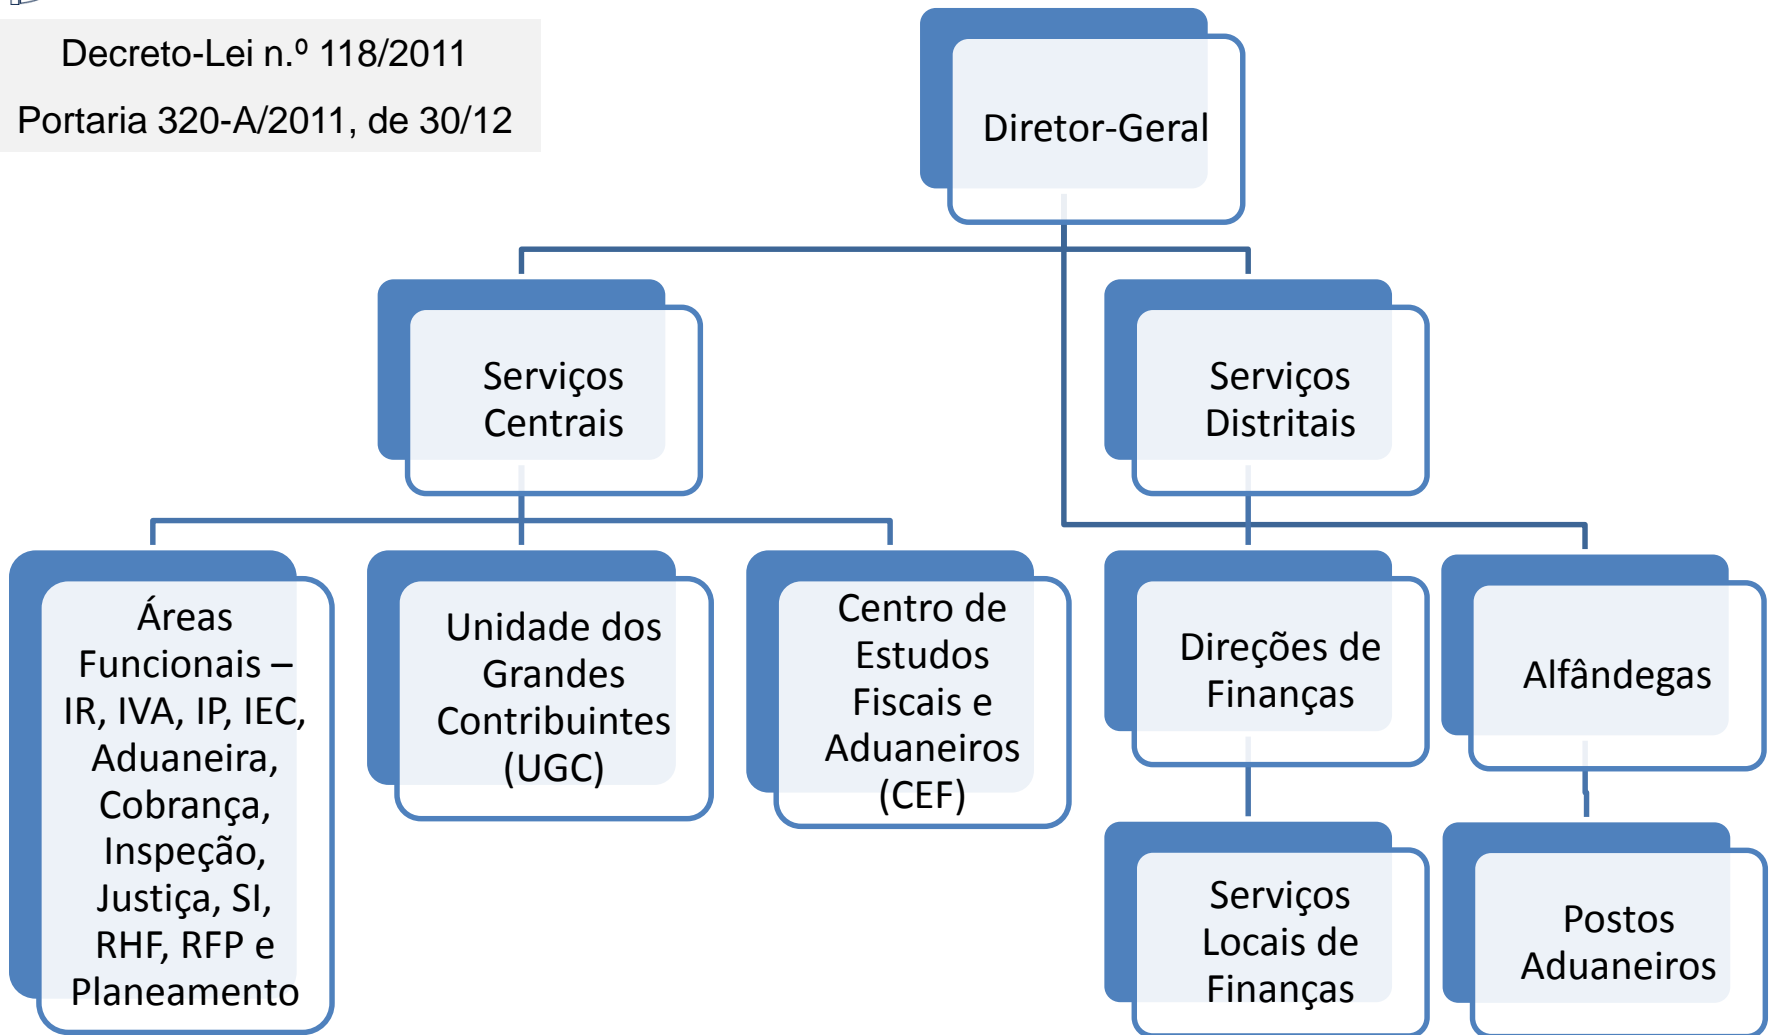 Decreto-Lei n.º 118/2011
Portaria 320-A/2011, de 30/12
Diretor-Geral
Serviços
Centrais
Serviços
Distritais
Áreas
Funcionais –
IR, IVA, IP, IEC,
Aduaneira,
Cobrança,
Inspeção,
Justiça, SI,
RHF, RFP e
Planeamento
Unidade dos
Grandes
Contribuintes
(UGC)
Centro de
Estudos
Fiscais e
Aduaneiros
(CEF)
Direções de
Finanças
Alfândegas
Serviços
Locais de
Finanças
Postos
Aduaneiros